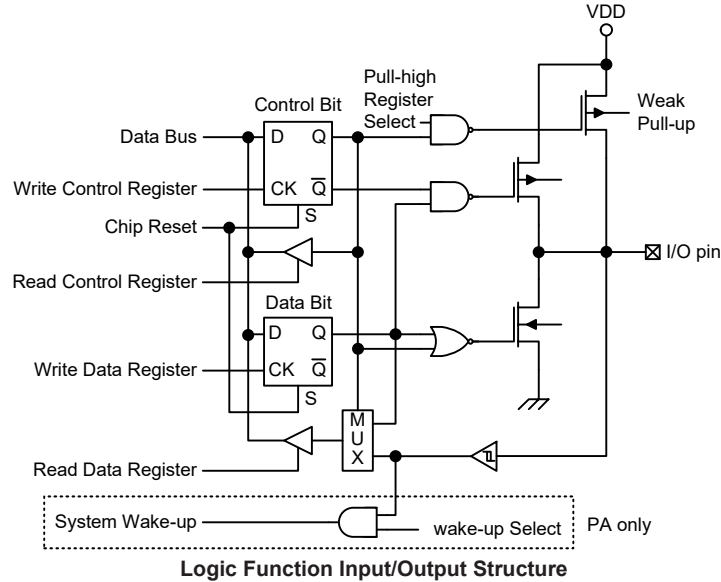 VDD
Pull-high
Register
Select
Weak
Pull-up
Control Bit
Data Bus
D
Q
Write Control Register
CK
Q
S
Chip Reset
I/O pin
Read Control Register
Data Bit
D
Q
Write Data Register
CK
Q
S
M
U
X
Read Data Register
System Wake-up
wake-up Select
PA only
Logic Function Input/Output Structure